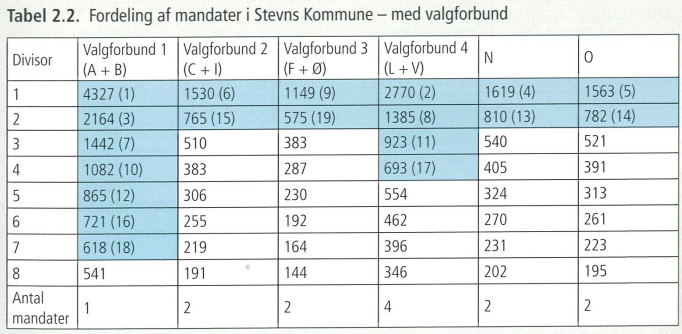 Tabel 2.2. Fordeling af mandater i Stevns Kommune – med valgforbund
Divisor Valgforbund 1 (A + B) Valgforbund 2 (C + I) Valgforbund 3 (F + Ø) Valgforbund 4 (L + V) N O
1 4327 (1) 1530 (6) 1149 (9) 2770 (2) 1619 (4) 1563 (5)
2 2164 (3) 765 (15) 575 (19) 1385 (8) 810 (13) 782 (14)
3 1442 (7) 510 383 923 (11) 540 521
4 1082 (10) 383 287 693 (17) 405 391
5 865 (12) 306 230 554 324 313
6 721 (16) 255 192 462 270 261
7 618 (18) 219 164 396 231 223
8 541 191 144 346 202 195
Antal mandater 1 2 2 4 2 2